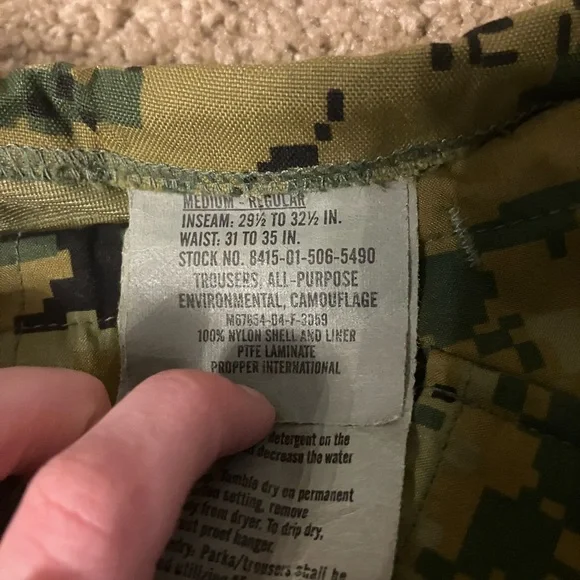 MEDIUM - REGULAR
INSEAM: 29½ TO 32½ IN.
WAIST: 31 TO 35 IN.
STOCK NO. 8415-01-506-5490
TROUSERS, ALL-PURPOSE
ENVIRONMENTAL, CAMOUFLAGE
M67854-04-F-3059
100% NYLON SHELL AND LINER
PTFE LAMINATE
PROPPER INTERNATIONAL
detergent on the
decrease the water
tumble dry on permanent
setting, remove
from dryer. To drip dry,
out proof hanger.
Parka/trousers shall be